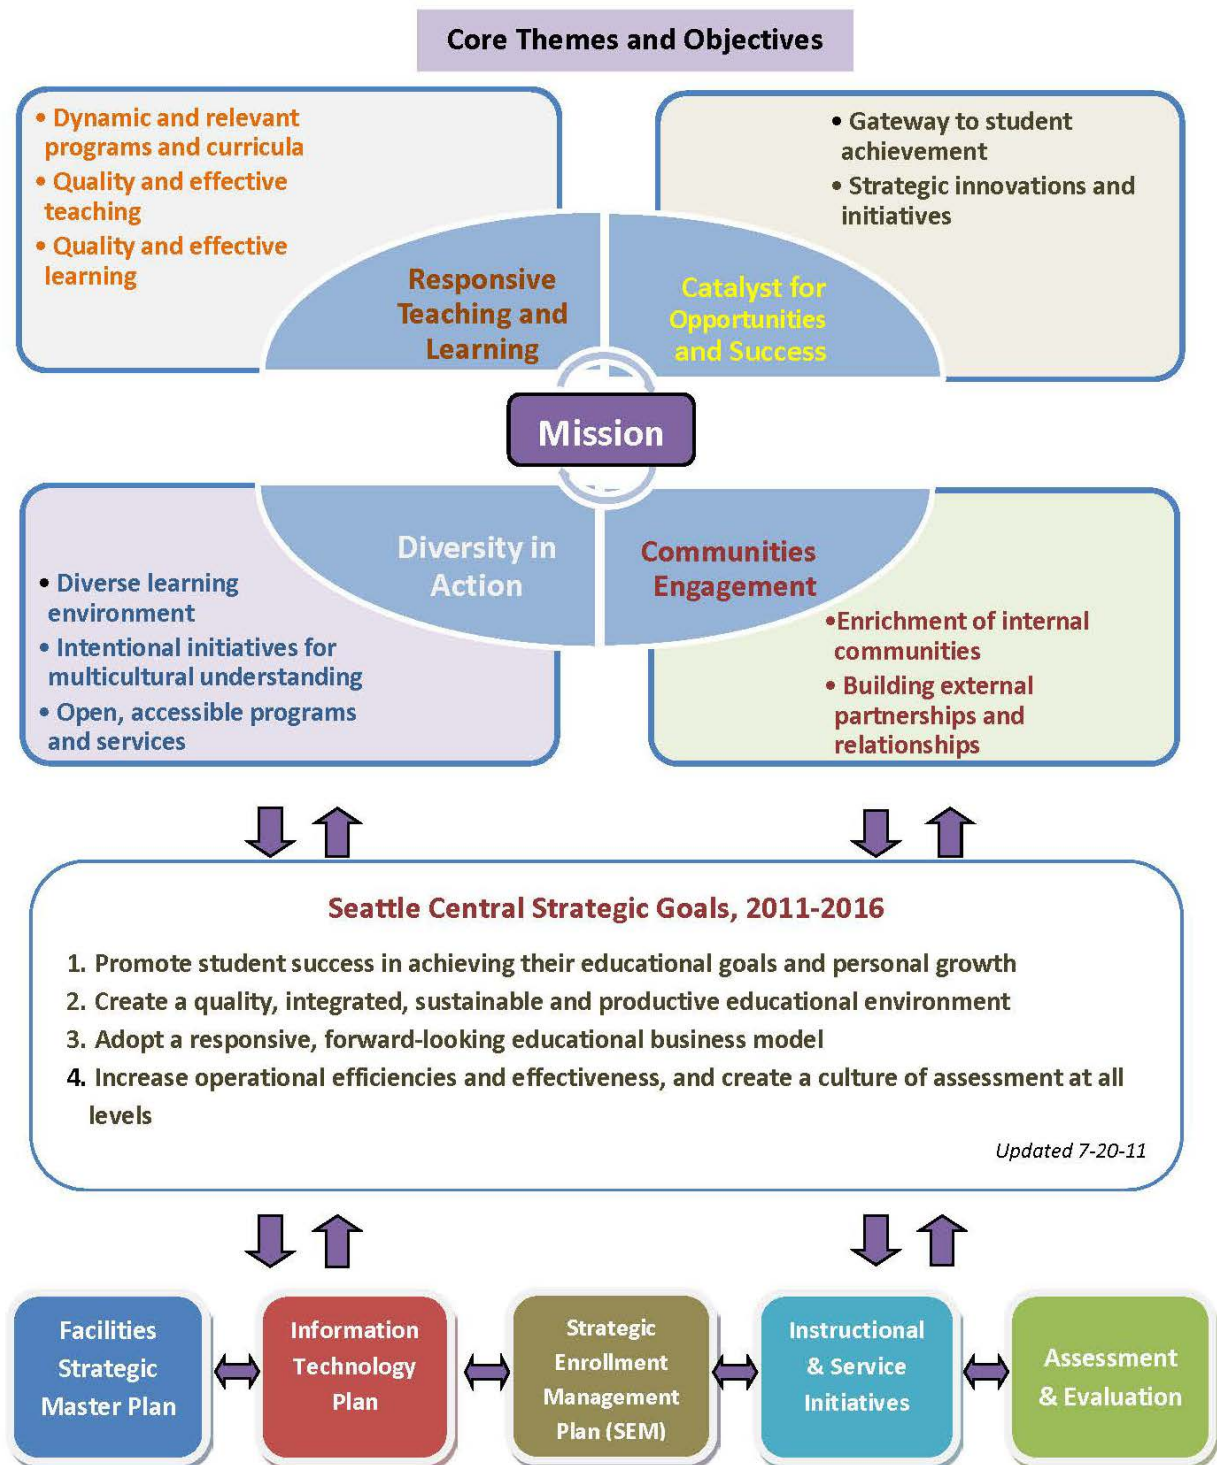 Core Themes and Objectives
• Dynamic and relevant
programs and curricula
• Quality and effective
teaching
• Quality and effective
learning
• Gateway to student
achievement
• Strategic innovations and
initiatives
Responsive
Teaching and
Learning
Catalyst for
Opportunities
and Success
Mission
Diversity in
Action
Communities
Engagement
• Diverse learning
environment
• Intentional initiatives for
multicultural understanding
• Open, accessible programs
and services
•Enrichment of internal
communities
• Building external
partnerships and
relationships
Seattle Central Strategic Goals, 2011-2016
1. Promote student success in achieving their educational goals and personal growth
2. Create a quality, integrated, sustainable and productive educational environment
3. Adopt a responsive, forward-looking educational business model
4. Increase operational efficiencies and effectiveness, and create a culture of assessment at all
levels
Updated 7-20-11
Facilities
Strategic
Master Plan
Information
Technology
Plan
Strategic
Enrollment
Management
Plan (SEM)
Instructional
& Service
Initiatives
Assessment
& Evaluation